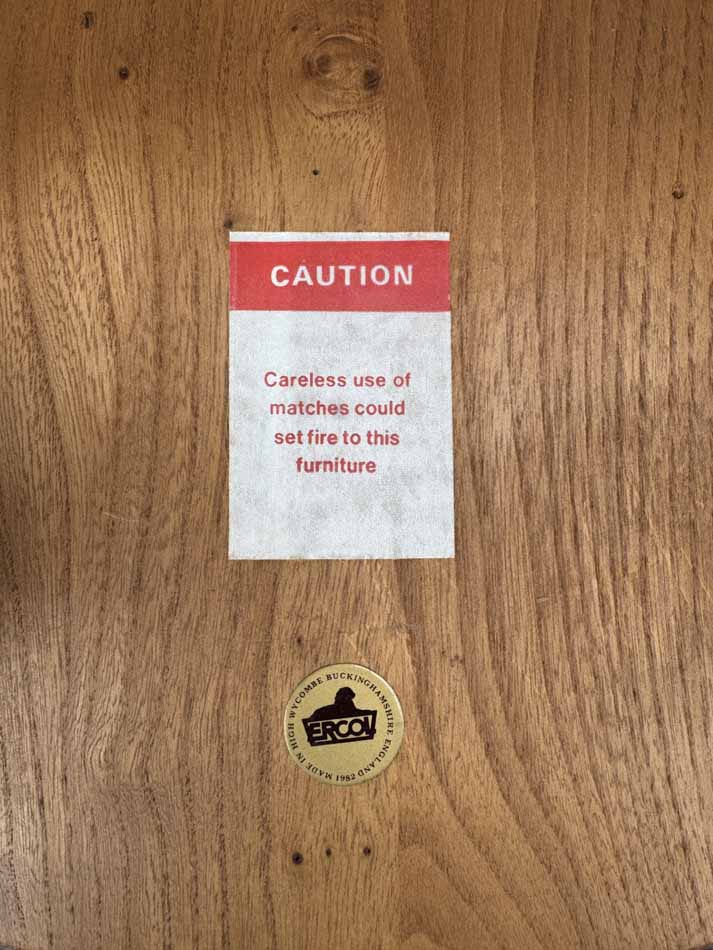 CAUTION
Careless use of
matches could
set fire to this
furniture
ERCOL
MADE IN HIGH WYCOMBE BUCKINGHAMSHIRE ENGLAND
1982